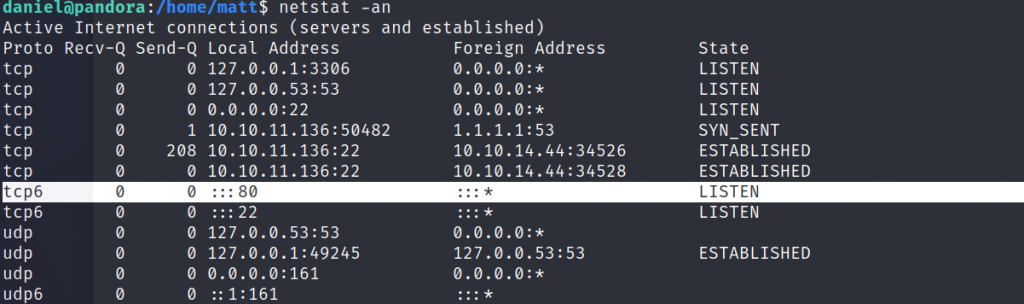 daniel@pandora:/home/matt$ netstat -an
Active Internet connections (servers and established)
Proto Recv-Q Send-Q Local Address           Foreign Address         State
tcp        0      0 127.0.0.1:3306          0.0.0.0:*               LISTEN
tcp        0      0 127.0.0.53:53           0.0.0.0:*               LISTEN
tcp        0      0 0.0.0.0:22              0.0.0.0:*               LISTEN
tcp        0      1 10.10.11.136:50482      1.1.1.1:53              SYN_SENT
tcp        0    208 10.10.11.136:22         10.10.14.44:34526       ESTABLISHED
tcp        0      0 10.10.11.136:22         10.10.14.44:34528       ESTABLISHED
tcp6       0      0 :::80                   :::*                    LISTEN
tcp6       0      0 :::22                   :::*                    LISTEN
udp        0      0 127.0.0.53:53           0.0.0.0:*
udp        0      0 127.0.0.1:49245         127.0.0.53:53           ESTABLISHED
udp        0      0 0.0.0.0:161             0.0.0.0:*
udp6       0      0 ::1:161                 :::*